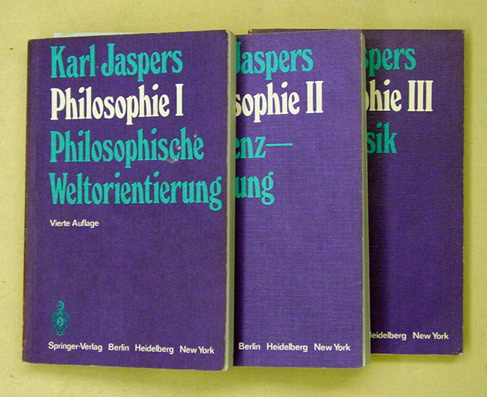 Karl Jaspers
Philosophie I
Philosophische
Weltorientierung
Vierte Auflage
Springer-Verlag Berlin Heidelberg New York
Jaspers
sophie II
enz—
ung
Berlin Heidelberg New York
spers
hie III
sik
Heidelberg New York